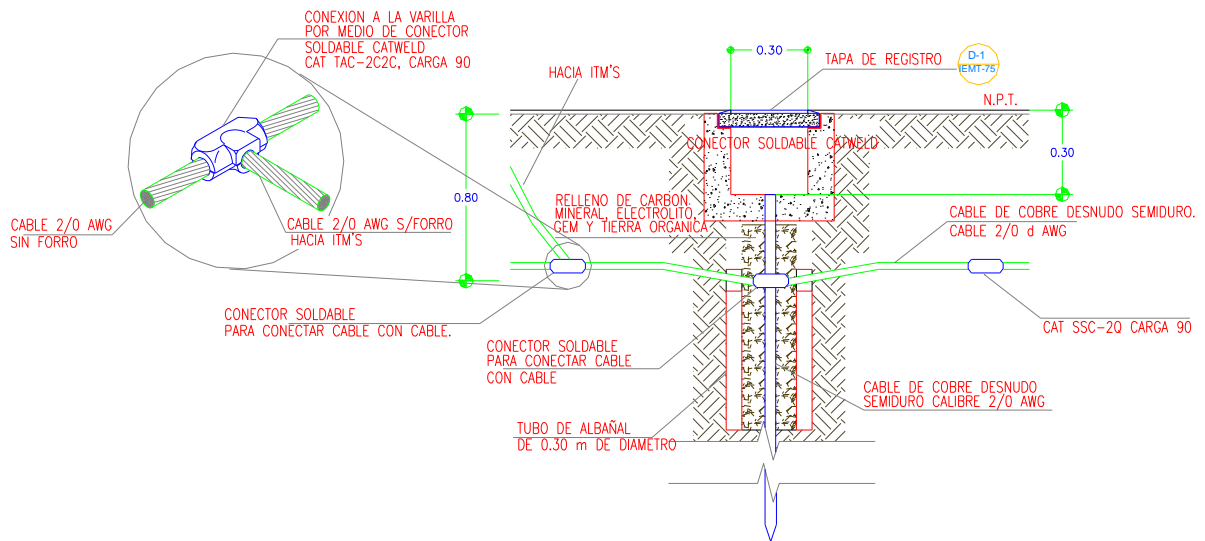 CONEXION A LA VARILLA
POR MEDIO DE CONECTOR
SOLDABLE CATWELD
CAT TAC-2C2C, CARGA 90
HACIA ITM'S
0.30
TAPA DE REGISTRO
D-1
IEMT-75
N.P.T.
CONECTOR SOLDABLE CATWELD
0.30
0.80
RELLENO DE CARBON
MINERAL, ELECTROLITO,
GEM Y TIERRA ORGANICA
CABLE DE COBRE DESNUDO SEMIDURO.
CABLE 2/0 d AWG
CABLE 2/0 AWG
SIN FORRO
CABLE 2/0 AWG S/FORRO
HACIA ITM'S
CONECTOR SOLDABLE
PARA CONECTAR CABLE CON CABLE.
CAT SSC-2Q CARGA 90
CONECTOR SOLDABLE
PARA CONECTAR CABLE
CON CABLE
CABLE DE COBRE DESNUDO
SEMIDURO CALIBRE 2/0 AWG
TUBO DE ALBAÑAL
DE 0.30 m DE DIAMETRO